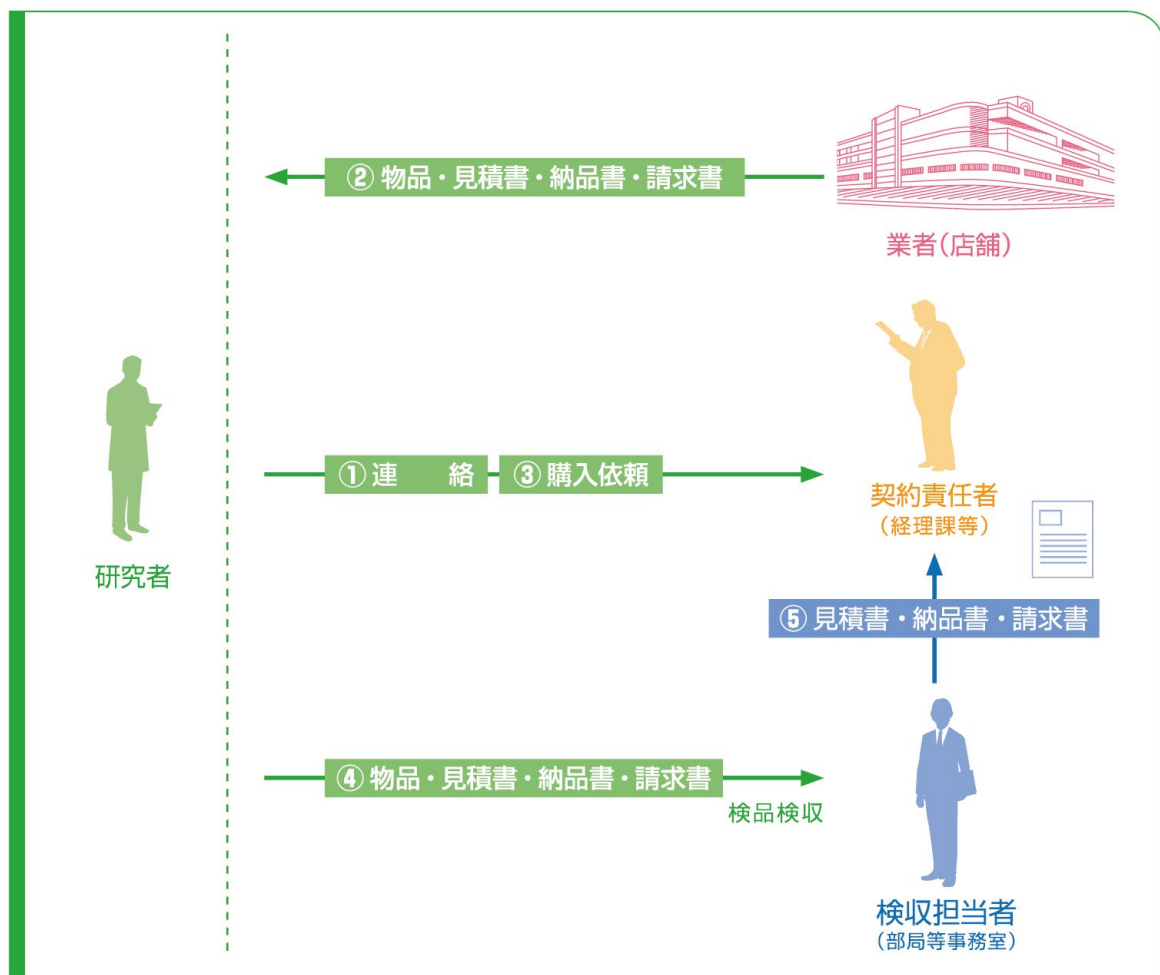 ② 物品・見積書・納品書・請求書
業者(店舗)
① 連　絡
③ 購入依頼
契約責任者
(経理課等)
研究者
⑤ 見積書・納品書・請求書
④ 物品・見積書・納品書・請求書
検品検収
検収担当者
(部局等事務室)